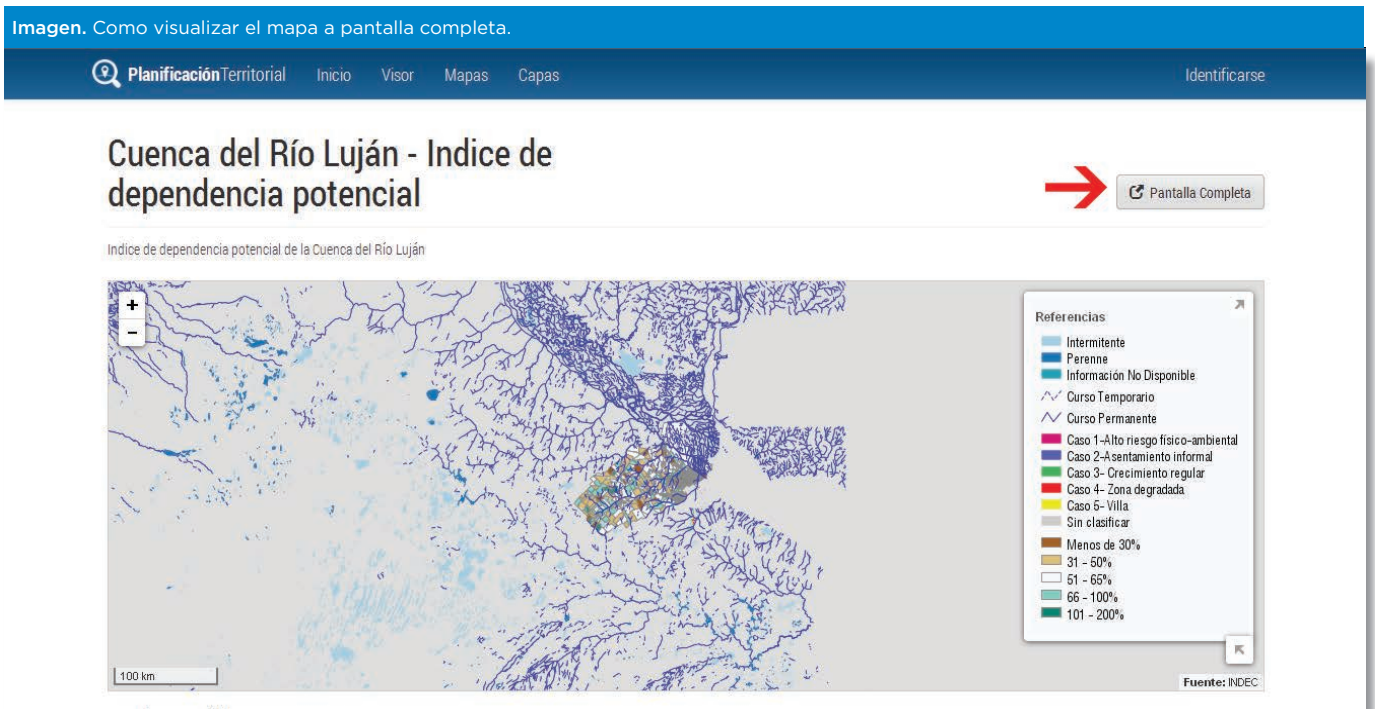 Imagen. Como visualizar el mapa a pantalla completa.
PlanificaciónTerritorial Inicio Visor Mapas Capas Identificarse
Cuenca del Río Luján - Indice de
dependencia potencial
Pantalla Completa
Indice de dependencia potencial de la Cuenca del Río Luján
+
−
Referencias
Intermitente
Perenne
Información No Disponible
Curso Temporario
Curso Permanente
Caso 1-Alto riesgo físico-ambiental
Caso 2-Asentamiento informal
Caso 3- Crecimiento regular
Caso 4- Zona degradada
Caso 5- Villa
Sin clasificar
Menos de 30%
31 - 50%
51 - 65%
66 - 100%
101 - 200%
100 km
Fuente: INDEC